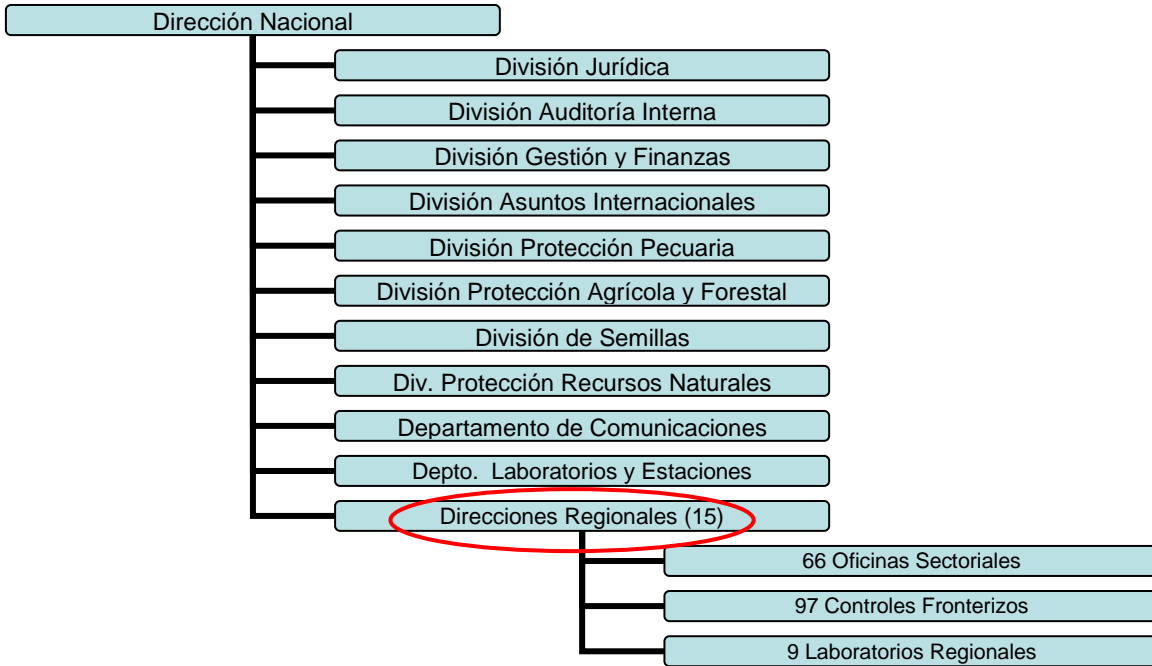 Dirección Nacional
División Jurídica
División Auditoría Interna
División Gestión y Finanzas
División Asuntos Internacionales
División Protección Pecuaria
División Protección Agrícola y Forestal
División de Semillas
Div. Protección Recursos Naturales
Departamento de Comunicaciones
Depto. Laboratorios y Estaciones
Direcciones Regionales (15)
66 Oficinas Sectoriales
97 Controles Fronterizos
9 Laboratorios Regionales